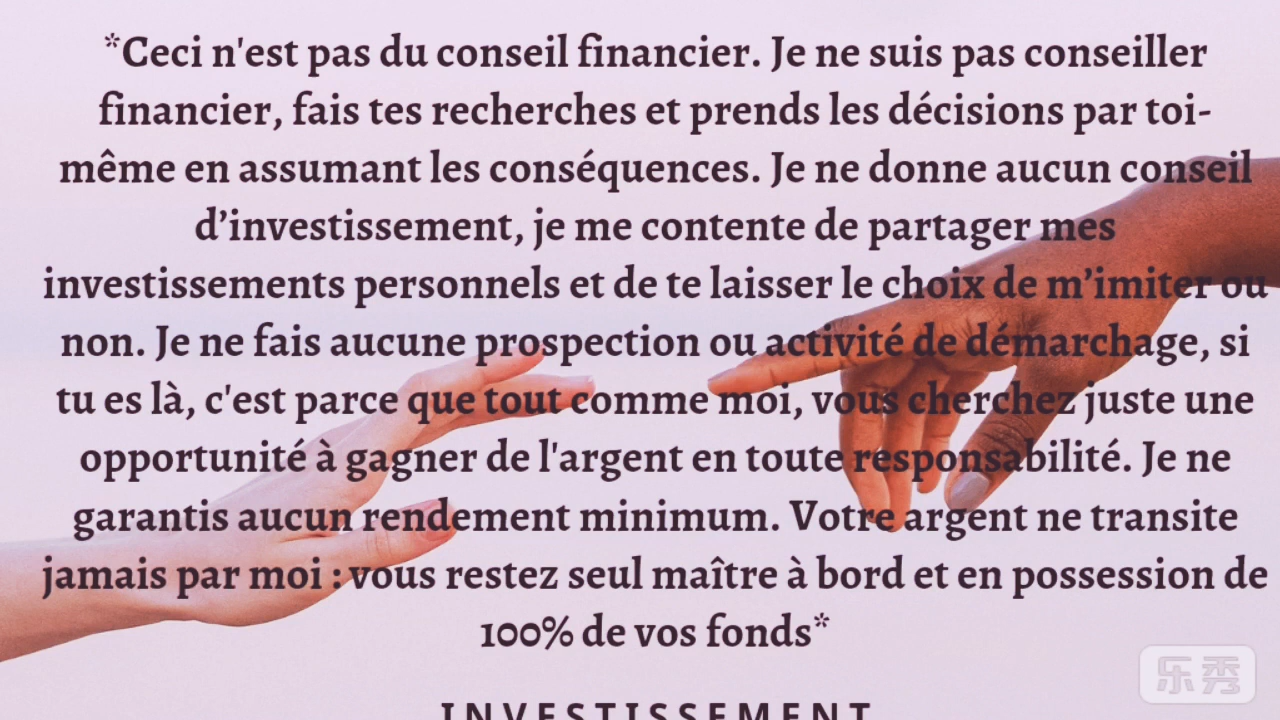 *Ceci n'est pas du conseil financier. Je ne suis pas conseiller
financier, fais tes recherches et prends les décisions par toi-
même en assumant les conséquences. Je ne donne aucun conseil
d’investissement, je me contente de partager mes
investissements personnels et de te laisser le choix de m’imiter ou
non. Je ne fais aucune prospection ou activité de démarchage, si
tu es là, c'est parce que tout comme moi, vous cherchez juste une
opportunité à gagner de l'argent en toute responsabilité. Je ne
garantis aucun rendement minimum. Votre argent ne transite
jamais par moi : vous restez seul maître à bord et en possession de
100% de vos fonds*
乐秀
INVESTISSEMENT